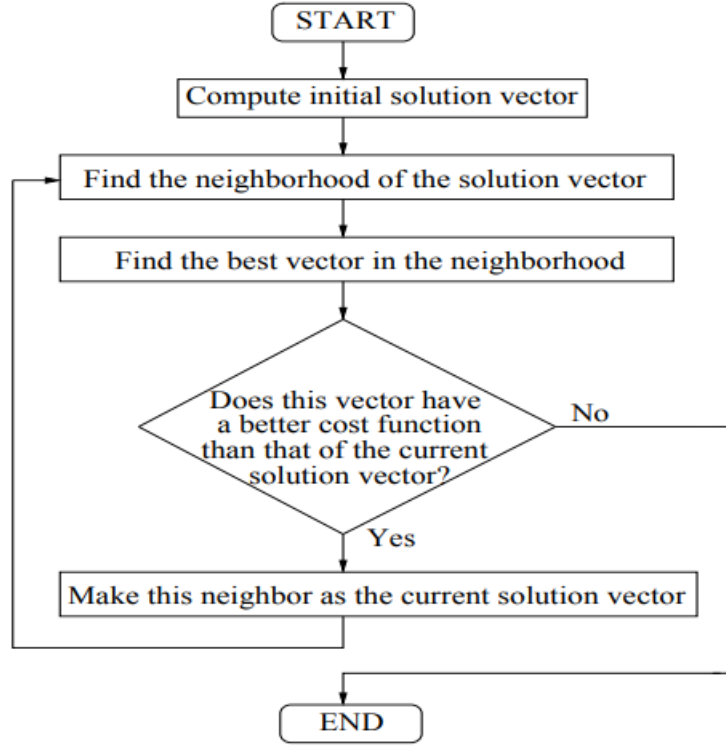 START
Compute initial solution vector
Find the neighborhood of the solution vector
Find the best vector in the neighborhood
Does this vector have
a better cost function
than that of the current
solution vector?
No
Yes
Make this neighbor as the current solution vector
END